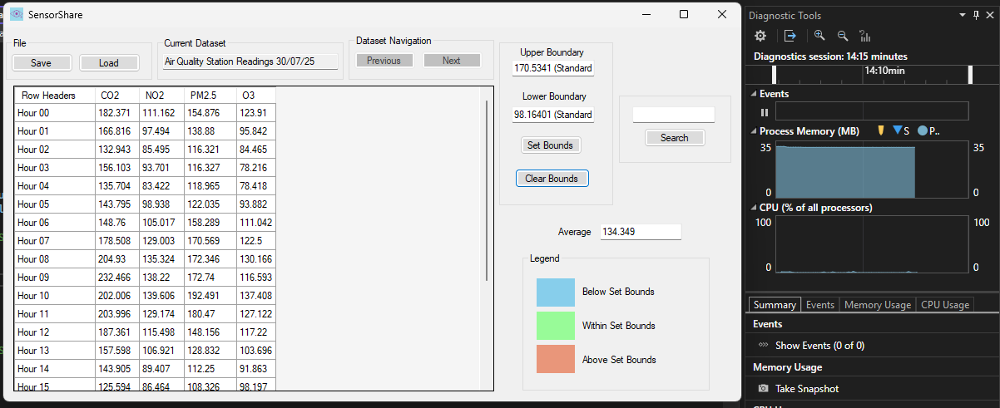 SensorShare
File
Save
Load
Current Dataset
Air Quality Station Readings 30/07/25
Dataset Navigation
Previous
Next
Row Headers CO2 NO2 PM2.5 O3
Hour 00 182.371 111.162 154.876 123.91
Hour 01 166.816 97.494 138.88 95.842
Hour 02 132.943 85.495 116.321 84.465
Hour 03 156.103 93.701 116.327 78.216
Hour 04 135.704 83.422 118.965 78.418
Hour 05 143.795 98.938 122.035 93.882
Hour 06 148.76 105.017 158.289 111.042
Hour 07 178.508 129.003 170.569 122.5
Hour 08 204.93 135.324 172.346 130.166
Hour 09 232.466 138.22 172.74 116.593
Hour 10 202.006 139.606 192.491 137.408
Hour 11 203.996 129.174 180.47 127.122
Hour 12 187.361 115.498 148.156 117.22
Hour 13 157.598 106.921 128.832 103.696
Hour 14 143.905 89.407 112.25 91.863
Hour 15 125.594 86.464 108.326 98.197
Upper Boundary
170.5341 (Standard
Lower Boundary
98.16401 (Standard
Set Bounds
Clear Bounds
Search
Average 134.349
Legend
Below Set Bounds
Within Set Bounds
Above Set Bounds
Diagnostic Tools
Diagnostics session: 14:15 minutes
14:10min
Events
Process Memory (MB) S P..
35 35
0 0
CPU (% of all processors)
100 100
0 0
Summary Events Memory Usage CPU Usage
Events
Show Events (0 of 0)
Memory Usage
Take Snapshot